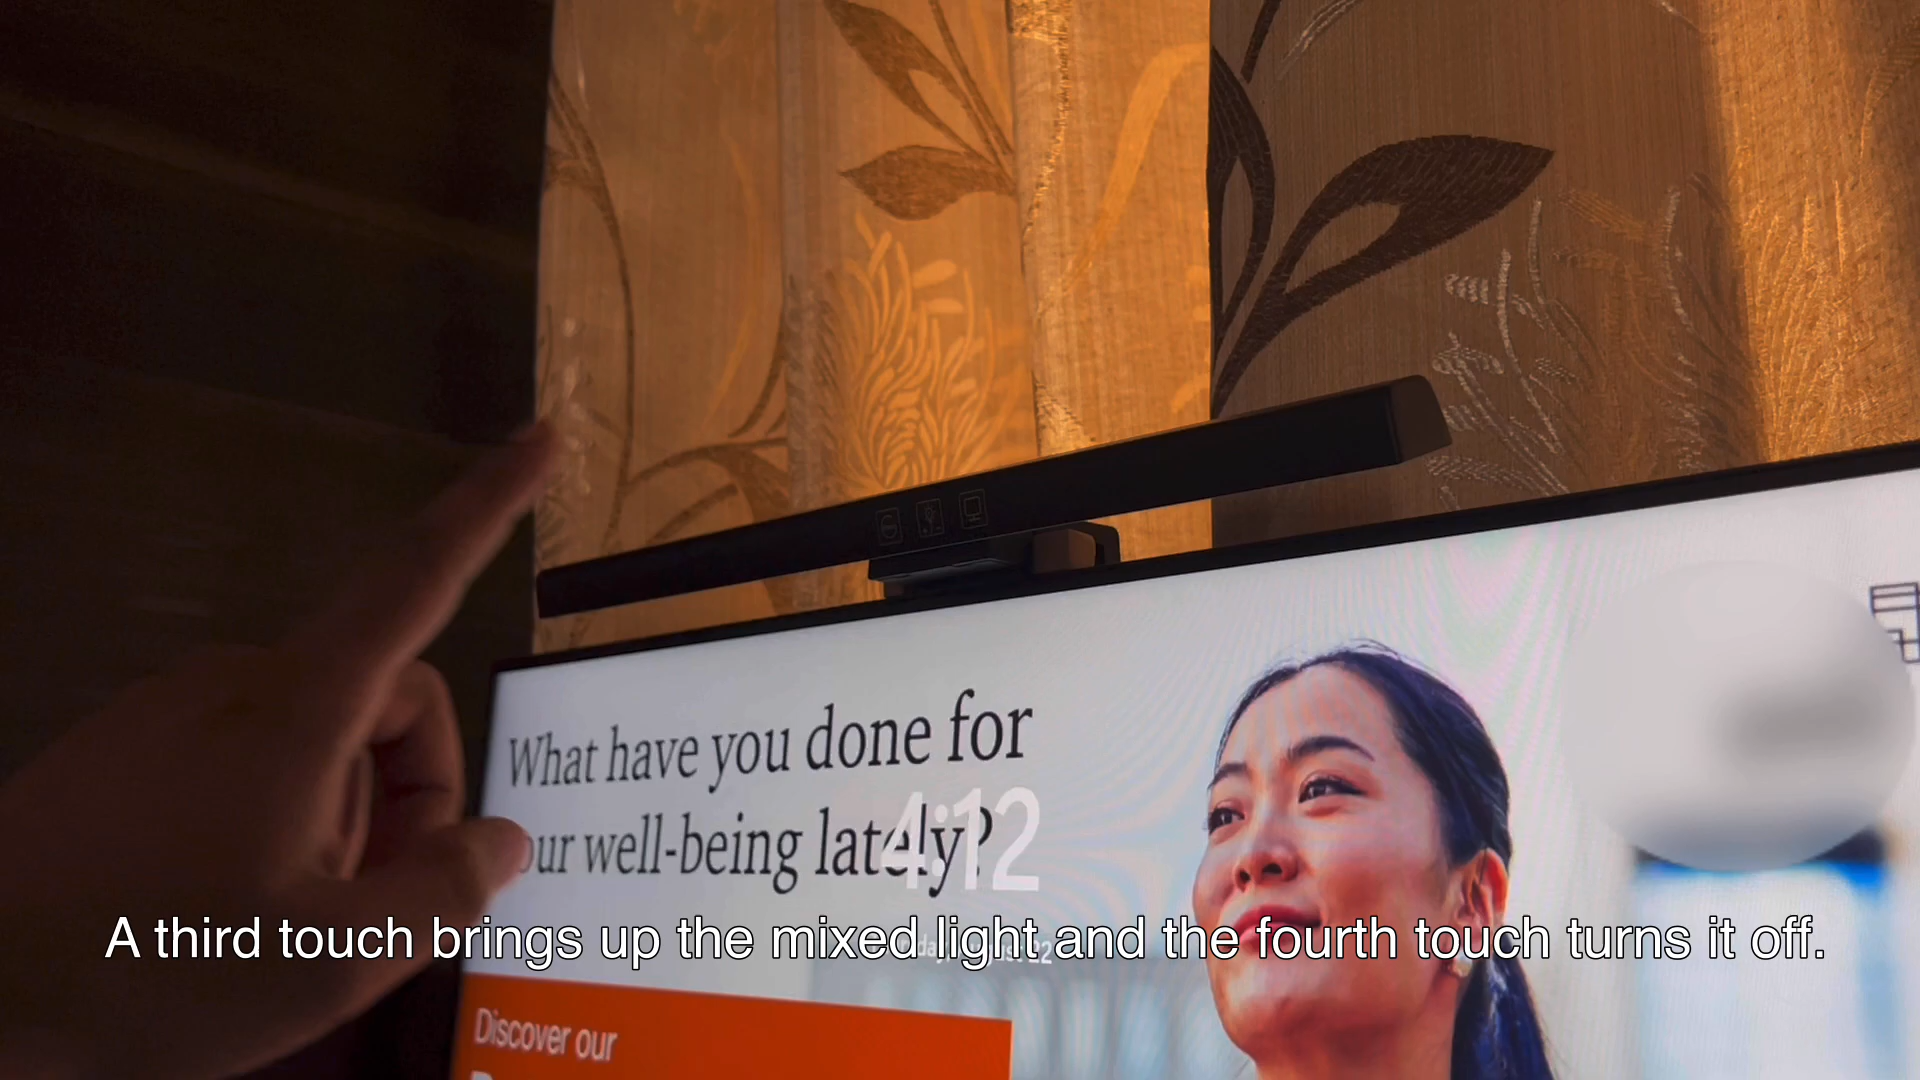 What have you done for
our well-being lately?
4:12
A third touch brings up the mixed light and the fourth touch turns it off.
Discover our